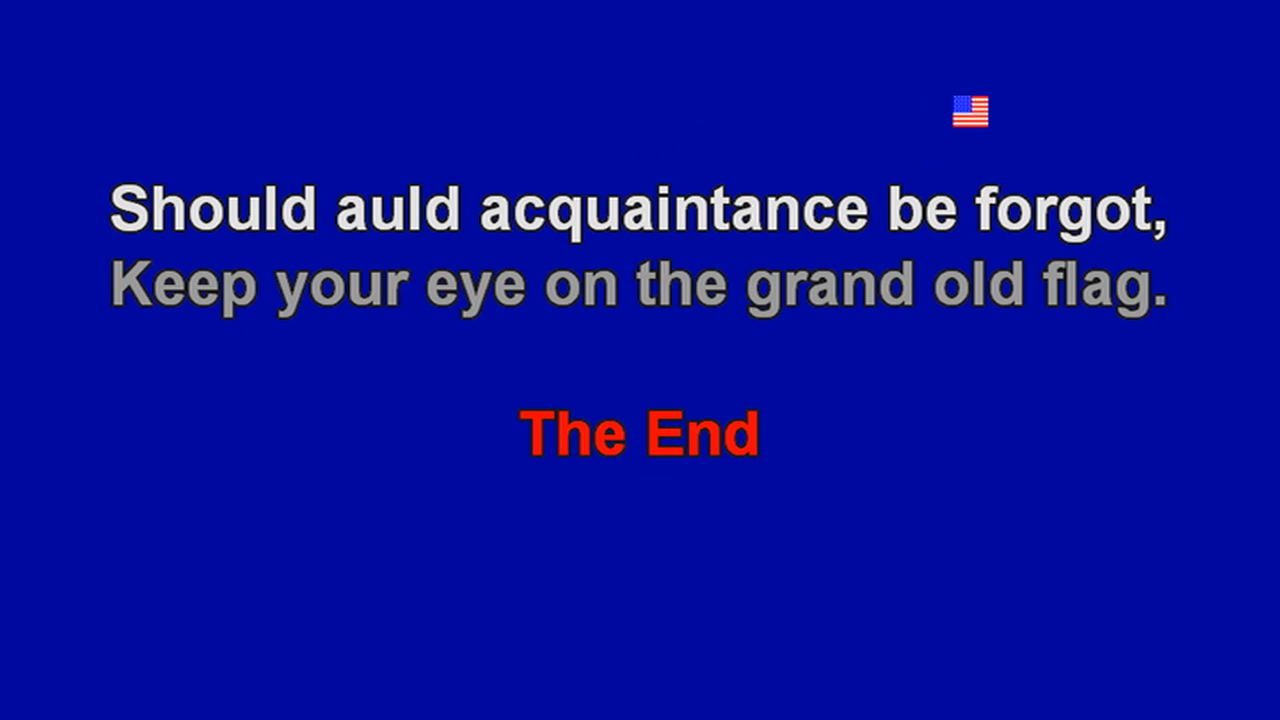 Should auld acquaintance be forgot,
Keep your eye on the grand old flag.
The End